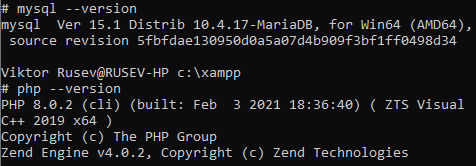 # mysql --version
mysql  Ver 15.1 Distrib 10.4.17-MariaDB, for Win64 (AMD64),
 source revision 5fbfdae130950d0a5a07d4b909f3bf1ff0498d34
Viktor Rusev@RUSEV-HP c:\xampp
# php --version
PHP 8.0.2 (cli) (built: Feb  3 2021 18:36:40) ( ZTS Visual
C++ 2019 x64 )
Copyright (c) The PHP Group
Zend Engine v4.0.2, Copyright (c) Zend Technologies